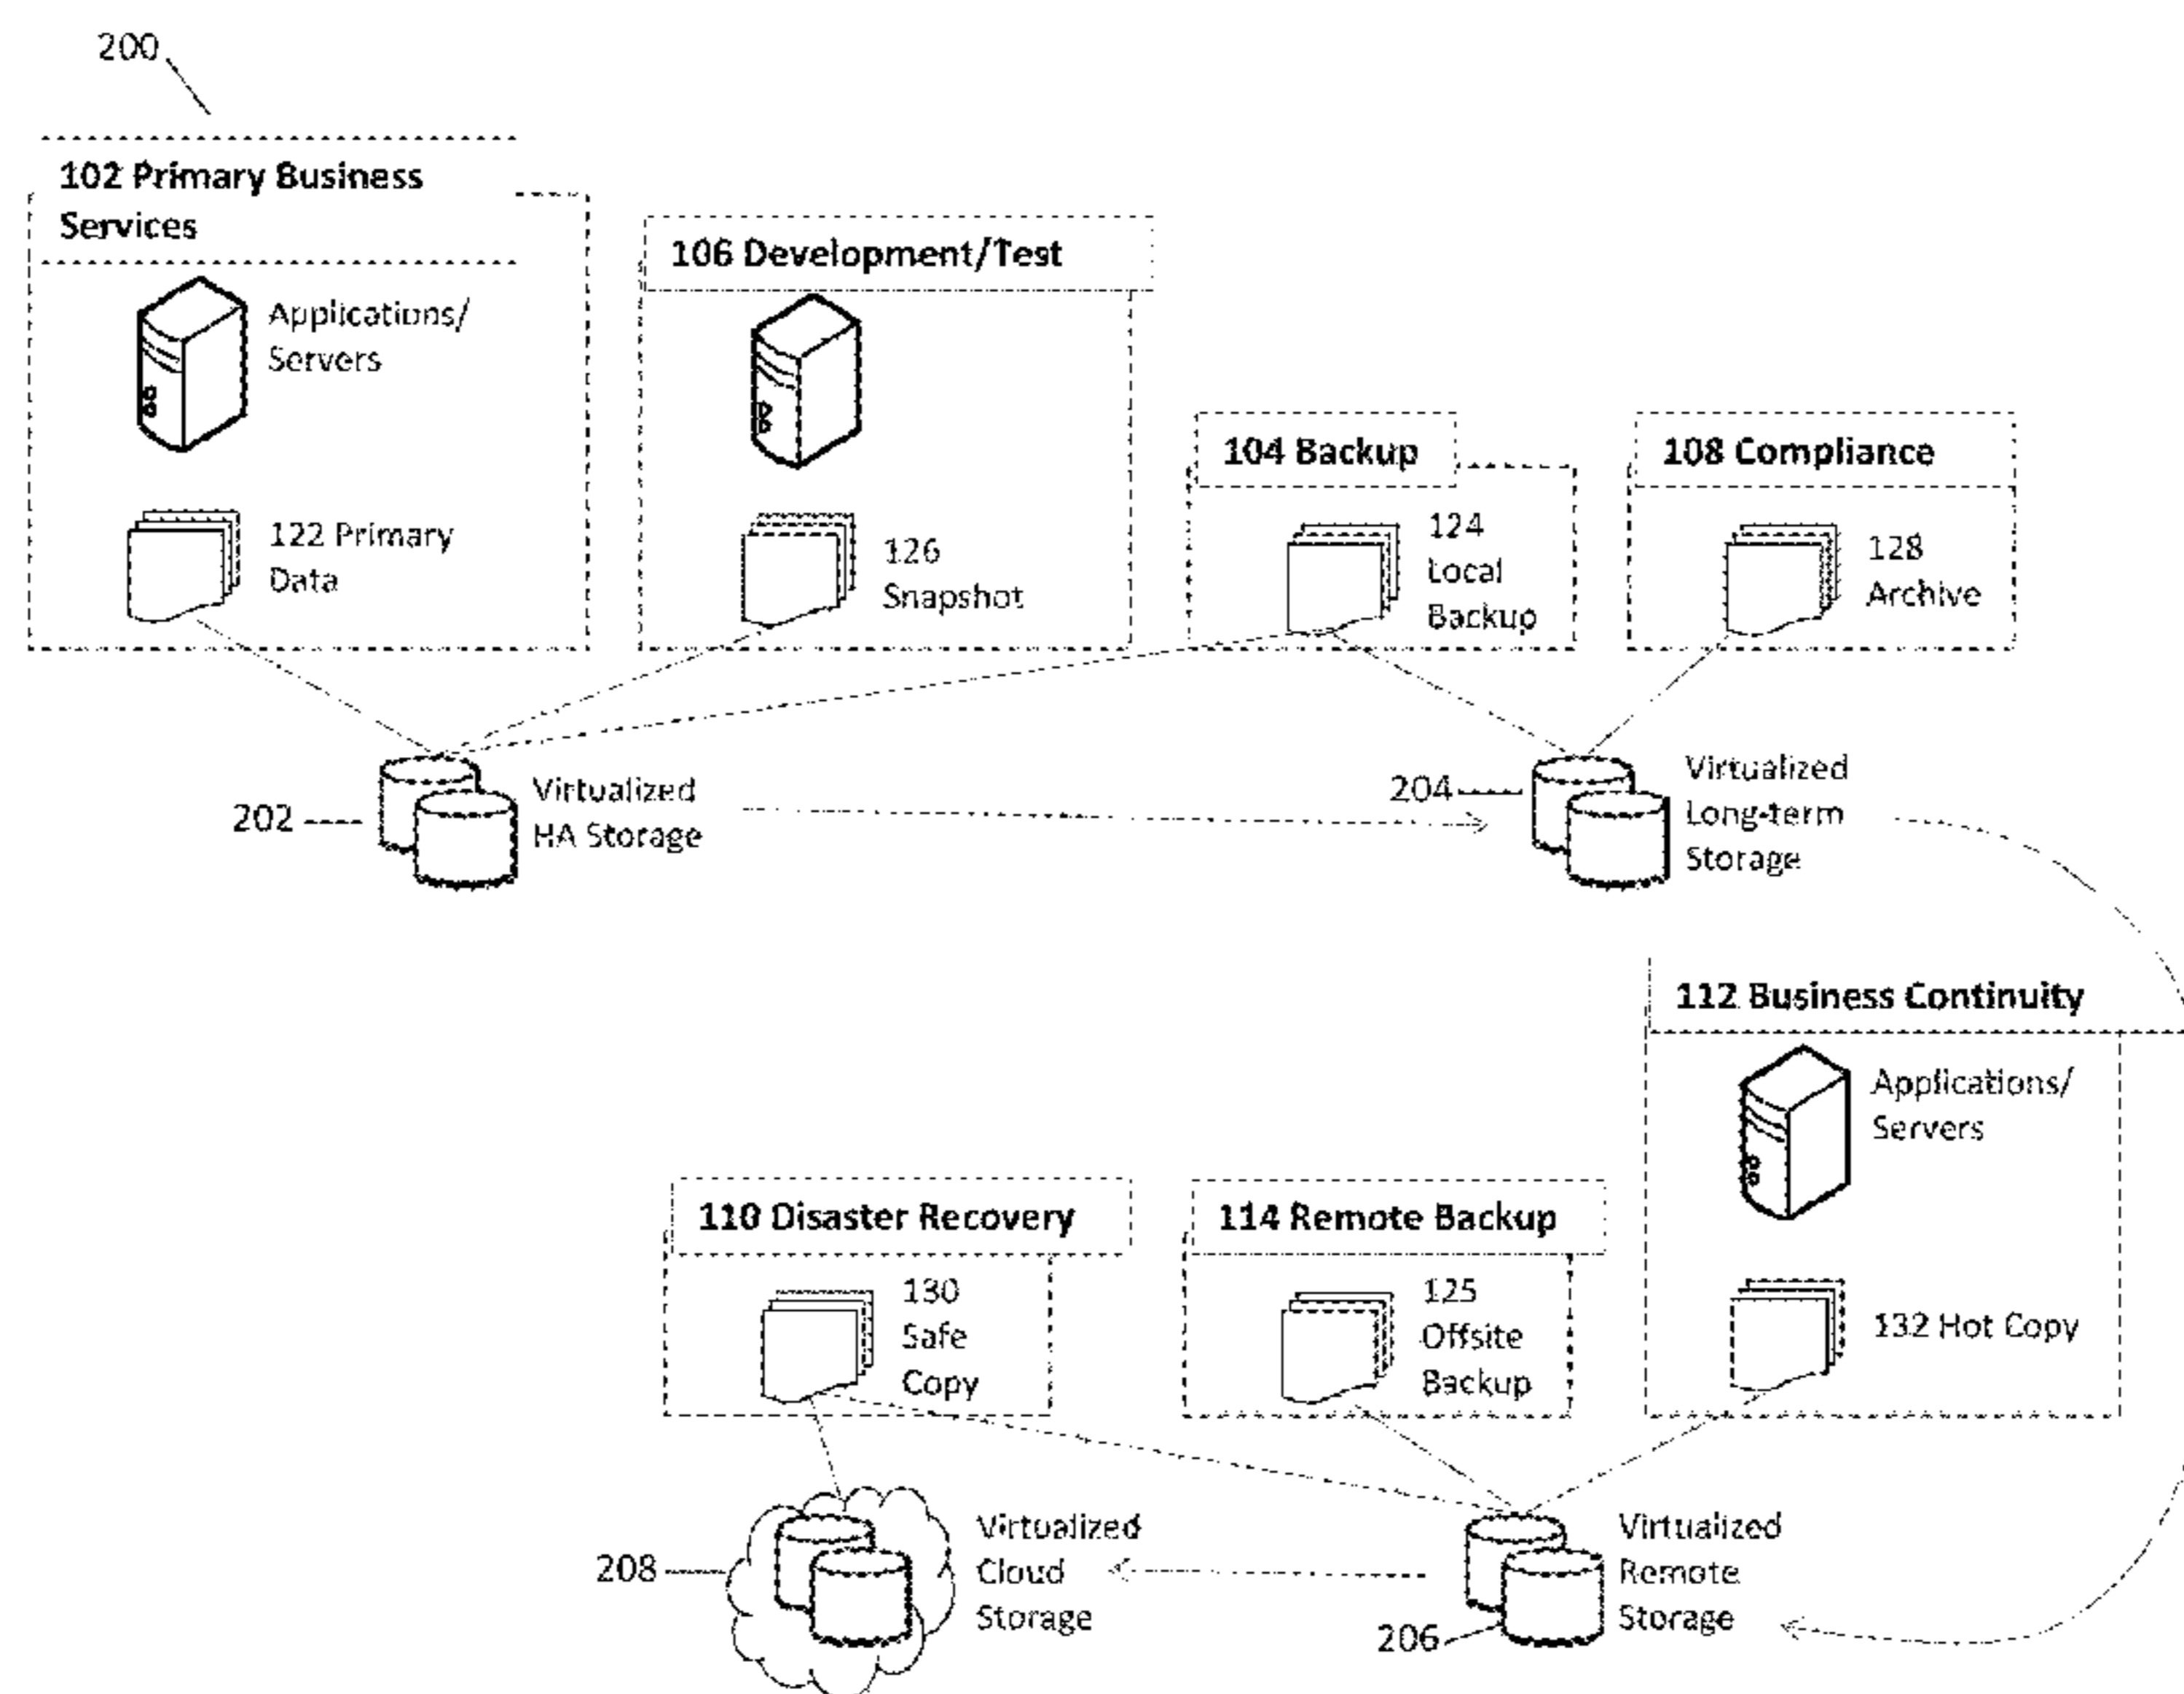 200
102 Primary Business
Services
Applications/
Servers
122 Primary
Data
106 Development/Test
126
Snapshot
104 Backup
124
Local
Backup
108 Compliance
128
Archive
202
Virtualized
HA Storage
204
Virtualized
Long-term
Storage
112 Business Continuity
Applications/
Servers
132 Hot Copy
110 Disaster Recovery
130
Safe
Copy
114 Remote Backup
125
Offsite
Backup
208
Virtualized
Cloud
Storage
206
Virtualized
Remote
Storage